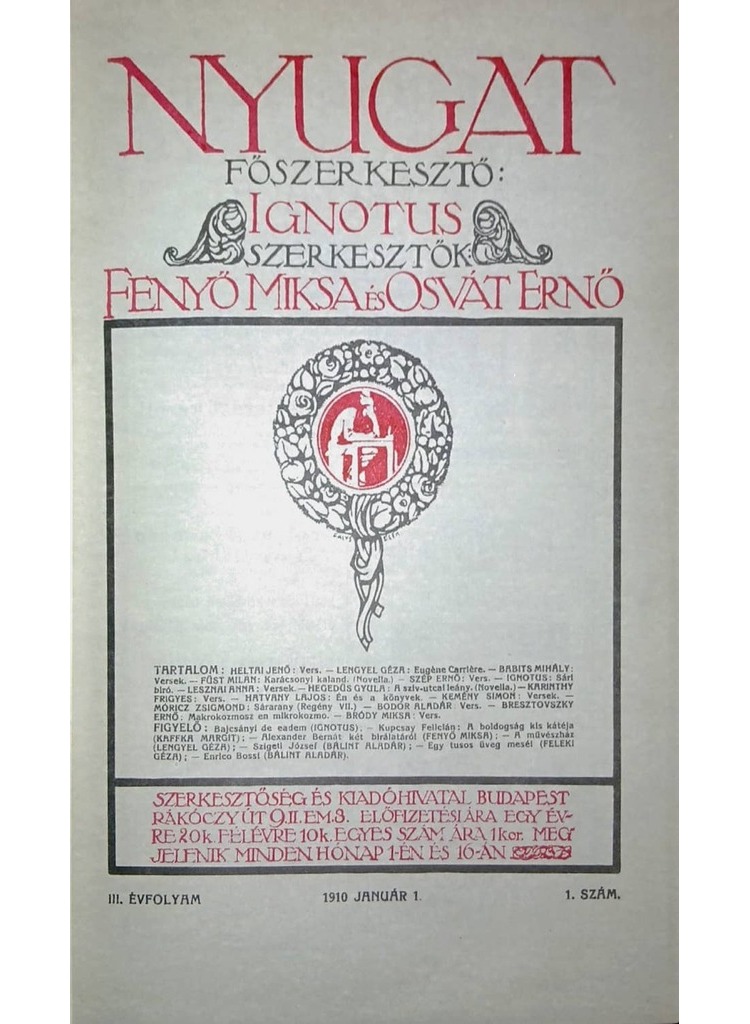 NYUGAT
FŐSZERKESZTŐ:
IGNOTUS
SZERKESZTŐK
FENYŐ MIKSA ÉS OSVÁT ERNŐ
TARTALOM: HELTAI JENŐ: Vers. — LENGYEL GÉZA: Eugène Carrière. — BABITS MIHÁLY:
Versek. — FÜST MILÁN: Karácsonyi kaland. (Novella.) — SZÉP ERNŐ: Vers. — IGNOTUS: Sári
biró. — LESZNAI ANNA: Versek. — HEGEDŰS GYULA: A sziv-utcai leány. (Novella.) — KARINTHY
FRIGYES: Vers. — HATVANY LAJOS: Én és a könyvek. — KEMÉNY SIMON: Versek. —
MÓRICZ ZSIGMOND: Sárarany (Regény VII.) — BODÓR ALADÁR: Vers. — BRESZTOVSZKY
ERNŐ: Makrokozmosz en mikrokozmo. — BRÓDY MIKSA: Vers.
FIGYELŐ: Bajcsányi de eadem (IGNOTUS); — Kupcsay Felicián: A boldogság kis kátéja
(KAFFKA MARGIT); — Alexander Bernát két birálatáról (FENYŐ MIKSA); — A művészház
(LENGYEL GÉZA); — Szigeti József (BÁLINT ALADÁR); — Egy tusos üveg meséi (FELEKI
GÉZA); — Enrico Bossi (BÁLINT ALADÁR).
SZERKESZTŐSÉG ÉS KIADÓHIVATAL BUDAPEST
RÁKÓCZY ÚT 9. II. EM. 3. ELŐFIZETÉSI ÁRA EGY ÉV-
RE 20 k. FÉLÉVRE 10 k. EGYES SZÁM ÁRA 1 kor. MEG
JELENIK MINDEN HÓNAP 1-ÉN ÉS 16-ÁN
III. ÉVFOLYAM 1910 JANUÁR 1. 1. SZÁM.